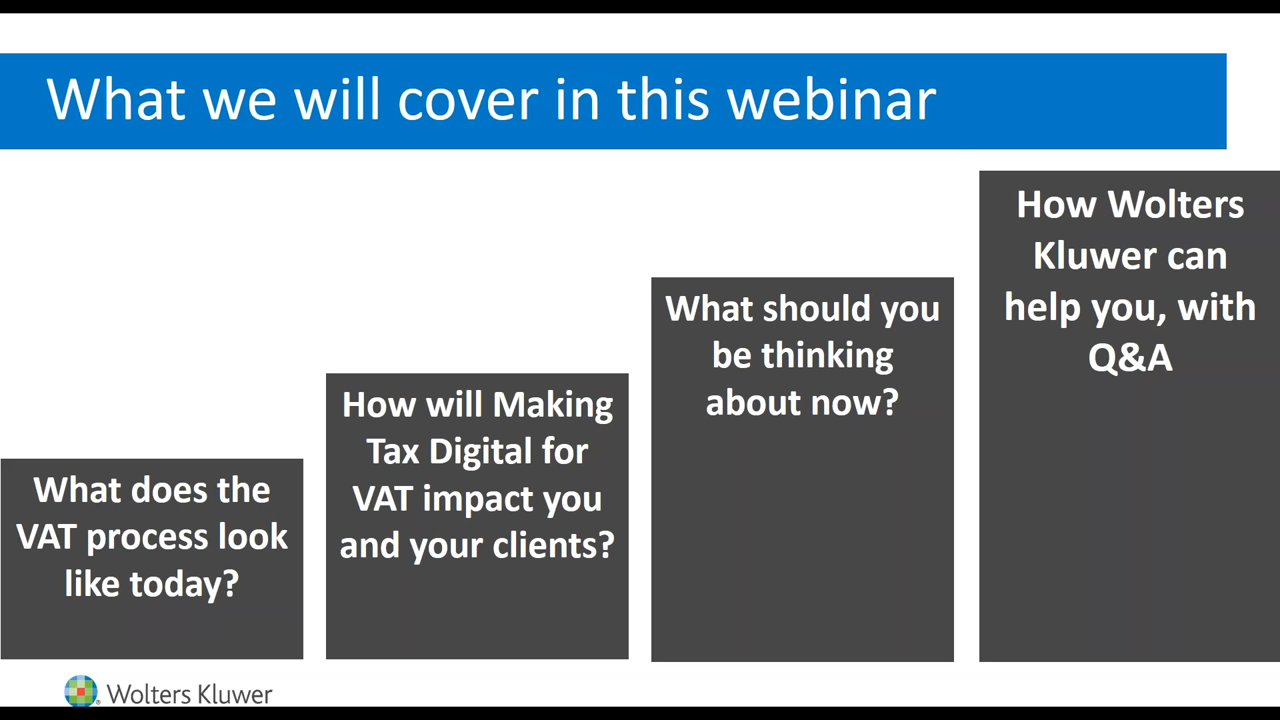 What we will cover in this webinar
What does the
VAT process look
like today?
How will Making
Tax Digital for
VAT impact you
and your clients?
What should you
be thinking
about now?
How Wolters
Kluwer can
help you, with
Q&A
Wolters Kluwer